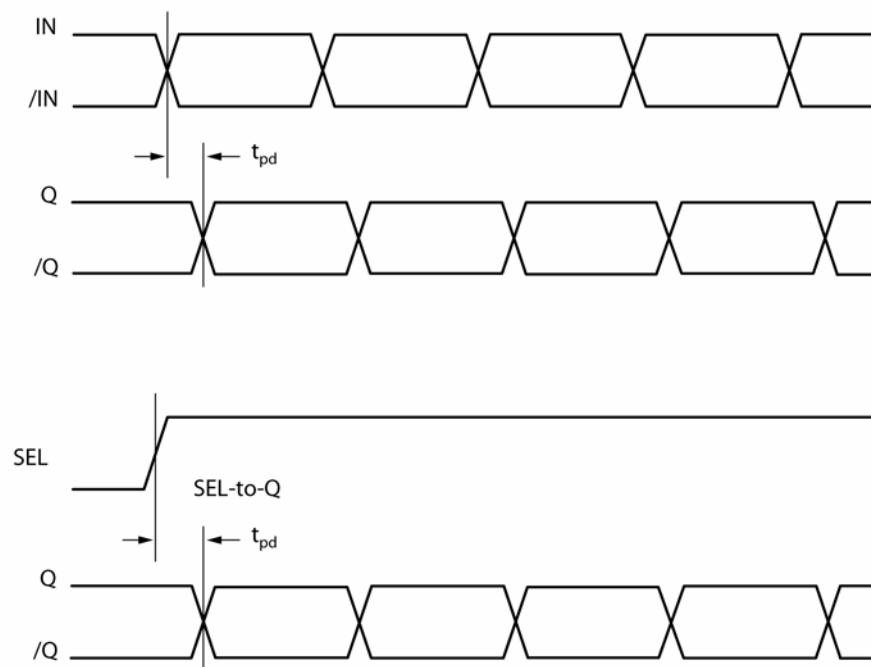 IN
/IN
tpd
Q
/Q
SEL
SEL-to-Q
tpd
Q
/Q